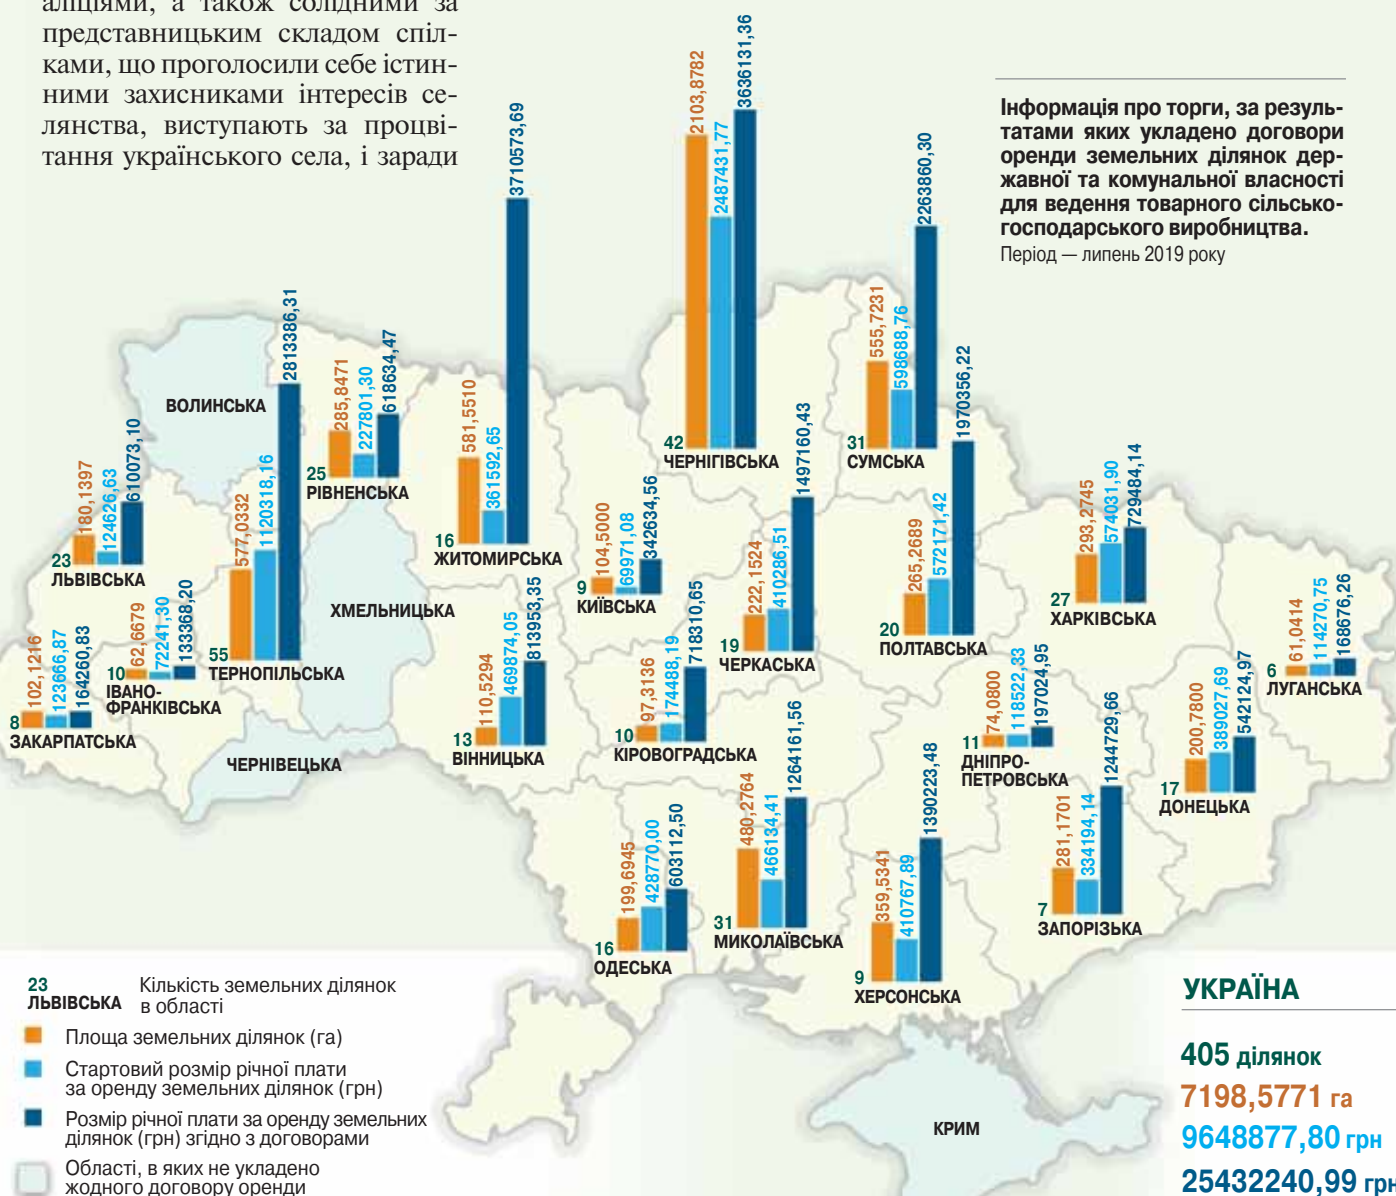 аліціями, а також солідними за
представницьким складом спіл-
ками, що проголосили себе істин-
ними захисниками інтересів се-
лянства, виступають за процві-
тання українського села, і заради
Інформація про торги, за резуль-
татами яких укладено договори
оренди земельних ділянок дер-
жавної та комунальної власності
для ведення товарного сільсько-
господарського виробництва.
Період — липень 2019 року
ВОЛИНСЬКА
285,8471
227801,30
618634,47
25
РІВНЕНСЬКА
581,5510
361592,65
3710573,69
16
ЖИТОМИРСЬКА
2103,8782
2487431,77
3636131,36
42
ЧЕРНІГІВСЬКА
555,7231
598688,76
2263860,30
31
СУМСЬКА
180,1397
124626,63
610073,10
23
ЛЬВІВСЬКА
577,0332
1120318,16
2813386,31
55
ТЕРНОПІЛЬСЬКА
ХМЕЛЬНИЦЬКА
104,5000
69971,08
342634,56
9
КИЇВСЬКА
222,1524
410286,51
1497160,43
19
ЧЕРКАСЬКА
265,2689
572171,42
1970356,22
20
ПОЛТАВСЬКА
293,2745
574031,90
729484,14
27
ХАРКІВСЬКА
61,0414
114270,75
168676,26
6
ЛУГАНСЬКА
102,1216
123666,87
164260,83
8
ЗАКАРПАТСЬКА
62,6679
72241,30
133368,20
10
ІВАНО-
ФРАНКІВСЬКА
ЧЕРНІВЕЦЬКА
110,5294
469874,05
813953,35
13
ВІННИЦЬКА
97,3136
174488,19
718310,65
10
КІРОВОГРАДСЬКА
74,0800
118522,33
197024,95
11
ДНІПРО-
ПЕТРОВСЬКА
200,7800
389027,69
542124,97
17
ДОНЕЦЬКА
199,6945
428770,00
603112,50
16
ОДЕСЬКА
480,2764
466134,41
1264161,56
31
МИКОЛАЇВСЬКА
359,5341
410767,89
1390223,48
9
ХЕРСОНСЬКА
281,1701
334194,14
1244729,66
7
ЗАПОРІЗЬКА
КРИМ
23
ЛЬВІВСЬКА
Кількість земельних ділянок
в області
Площа земельних ділянок (га)
Стартовий розмір річної плати
за оренду земельних ділянок (грн)
Розмір річної плати за оренду земельних
ділянок (грн) згідно з договорами
Області, в яких не укладено
жодного договору оренди
УКРАЇНА
405 ділянок
7198,5771 га
9648877,80 грн
25432240,99 грн